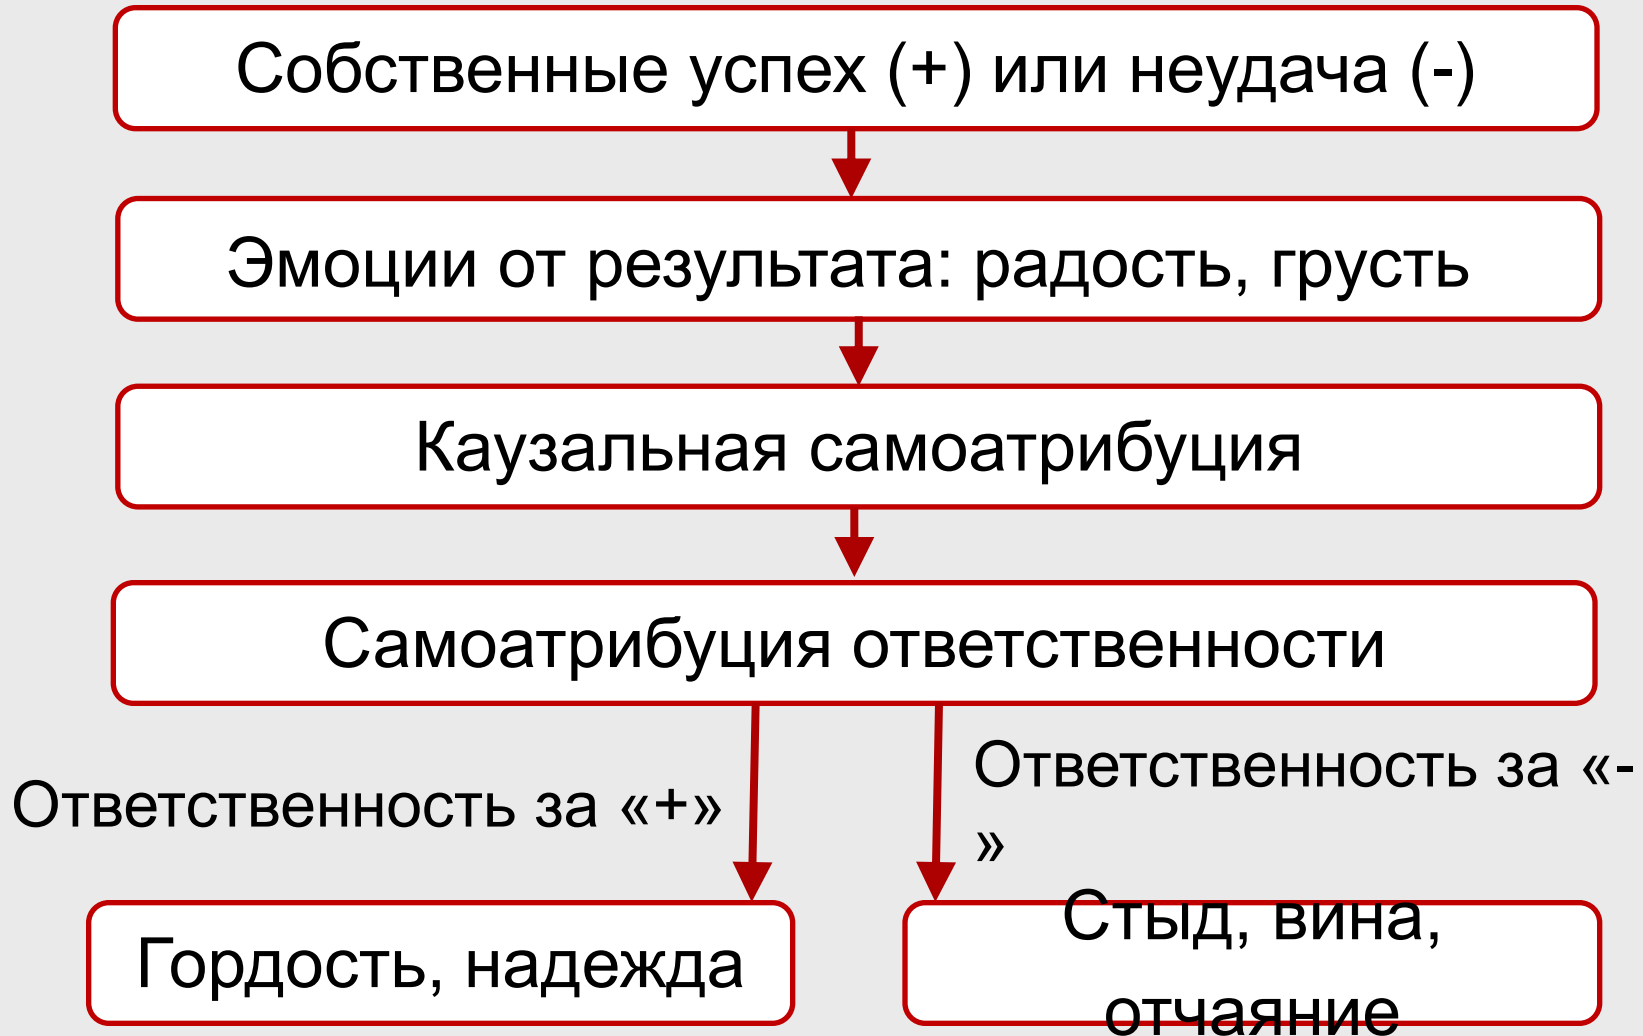 Собственные успех (+) или неудача (-)
Эмоции от результата: радость, грусть
Каузальная самоатрибуция
Самоатрибуция ответственности
Ответственность за «+»
Ответственность за «-
»
Гордость, надежда
Стыд, вина,
отчаяние